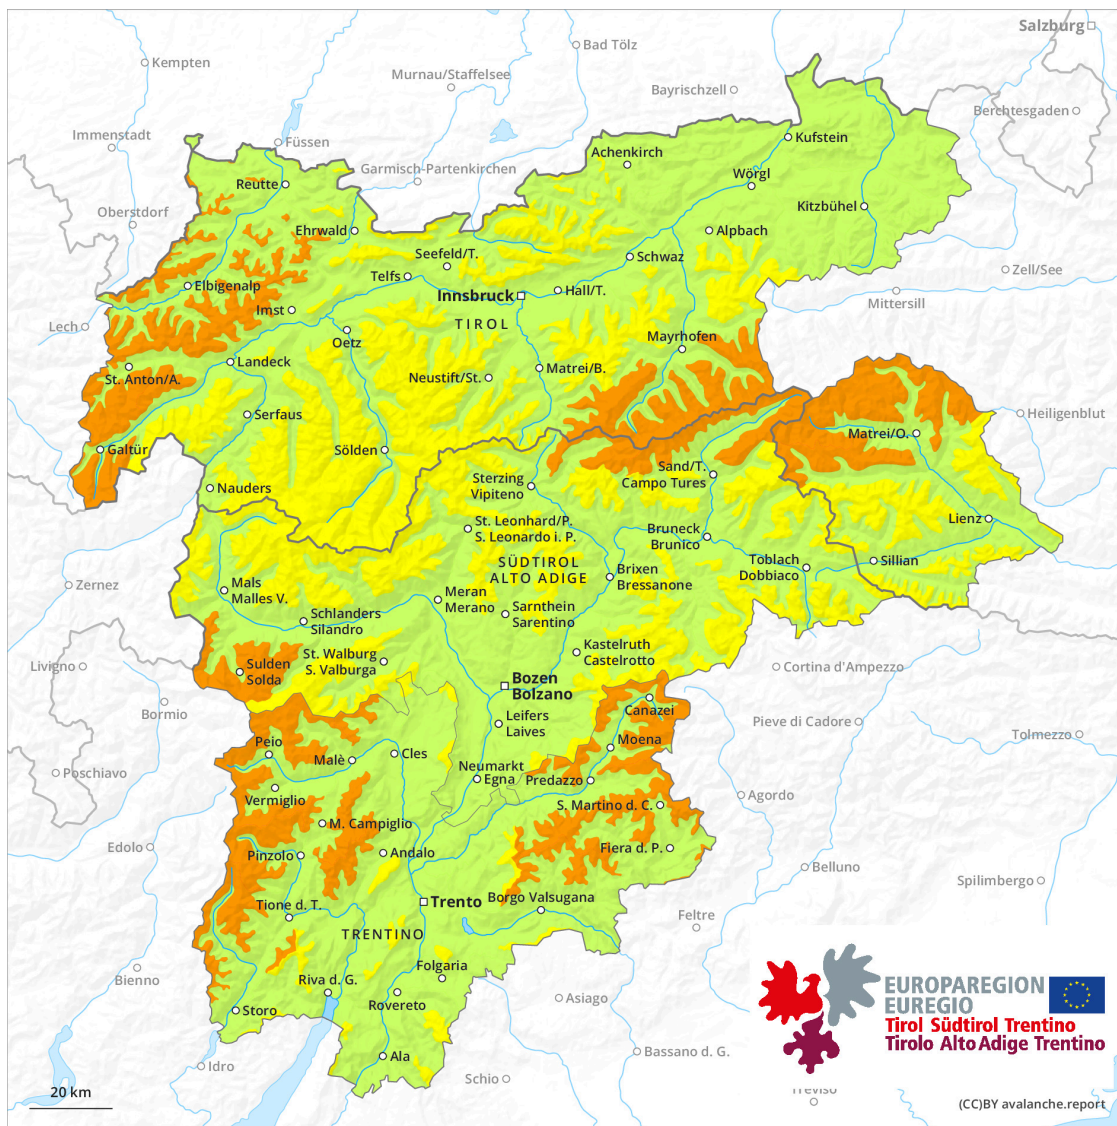 Salzburg
Kempten
Bad Tölz
Murnau/Staffelsee
Bayrischzell
Berchtesgaden
Immenstadt
Füssen
Kufstein
Achenkirch
Garmisch-Partenkirchen
Reutte
Wörgl
Oberstdorf
Kitzbühel
Ehrwald
Alpbach
Seefeld/T.
Schwaz
Telfs
Zell/See
Elbigenalp
Innsbruck
Hall/T.
Mittersill
Imst
TIROL
Lech
Oetz
Mayrhofen
Landeck
St. Anton/A.
Neustift/St.
Matrei/B.
Serfaus
Heiligenblut
Matrei/O.
Galtür
Sölden
Sand/T.
Campo Tures
Sterzing
Vipiteno
Nauders
Lienz
St. Leonhard/P.
S. Leonardo i. P.
Bruneck
Brunico
SÜDTIROL
ALTO ADIGE
Toblach
Dobbiaco
Sillian
Zernez
Mals
Malles V.
Brixen
Bressanone
Meran
Merano
Sarnthein
Sarentino
Schlanders
Silandro
Kastelruth
Castelrotto
St. Walburg
S. Valburga
Livigno
Sulden
Solda
Cortina d'Ampezzo
Bozen
Bolzano
Bormio
Canazei
Leifers
Laives
Pieve di Cadore
Tolmezzo
Peio
Moena
Malè
Cles
Poschiavo
Neumarkt
Egna
Predazzo
Vermiglio
Agordo
S. Martino d. C.
M. Campiglio
Edolo
Fiera d. P.
Pinzolo
Andalo
Belluno
Spilimbergo
Borgo Valsugana
Tione d. T.
Trento
Feltre
TRENTINO
Folgaria
Bienno
Riva d. G.
Rovereto
Asiago
Storo
EUROPAREGION
EUREGIO
Tirol Südtirol Trentino
Tirolo Alto Adige Trentino
Ala
Bassano d. G.
Idro
Schio
Treviso
20 km
(CC)BY avalanche.report